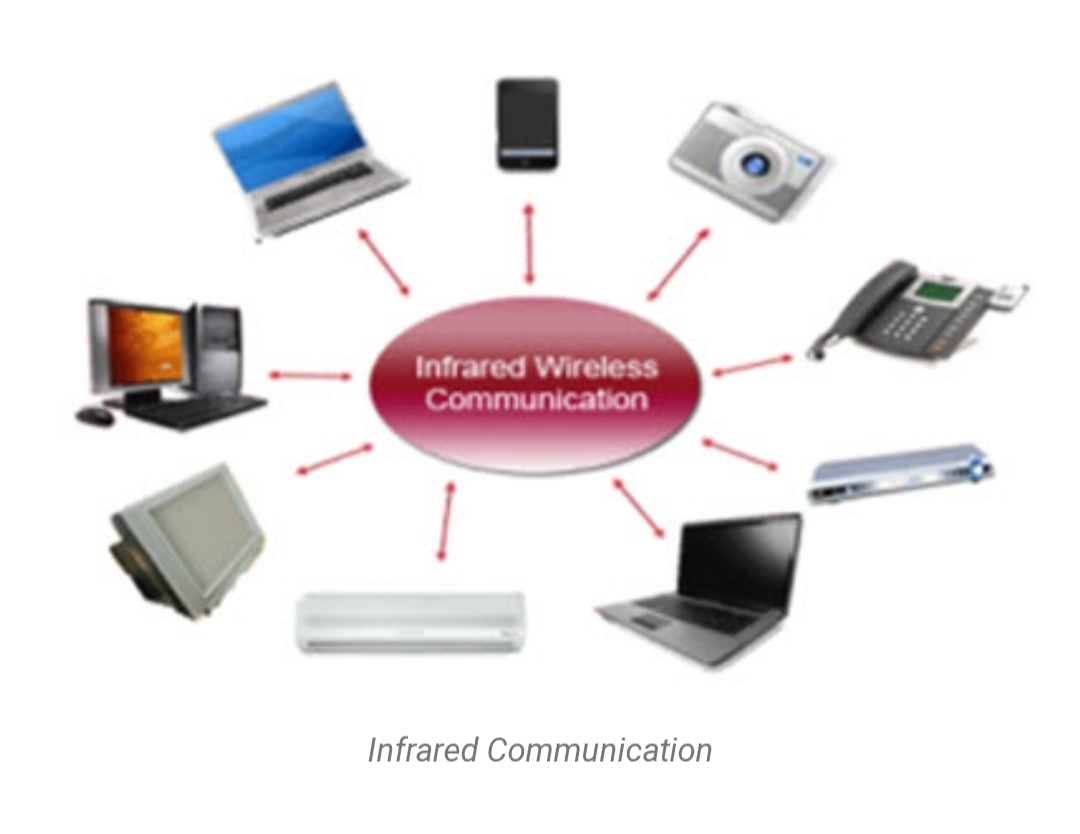 Infrared Wireless
Communication
Infrared Communication